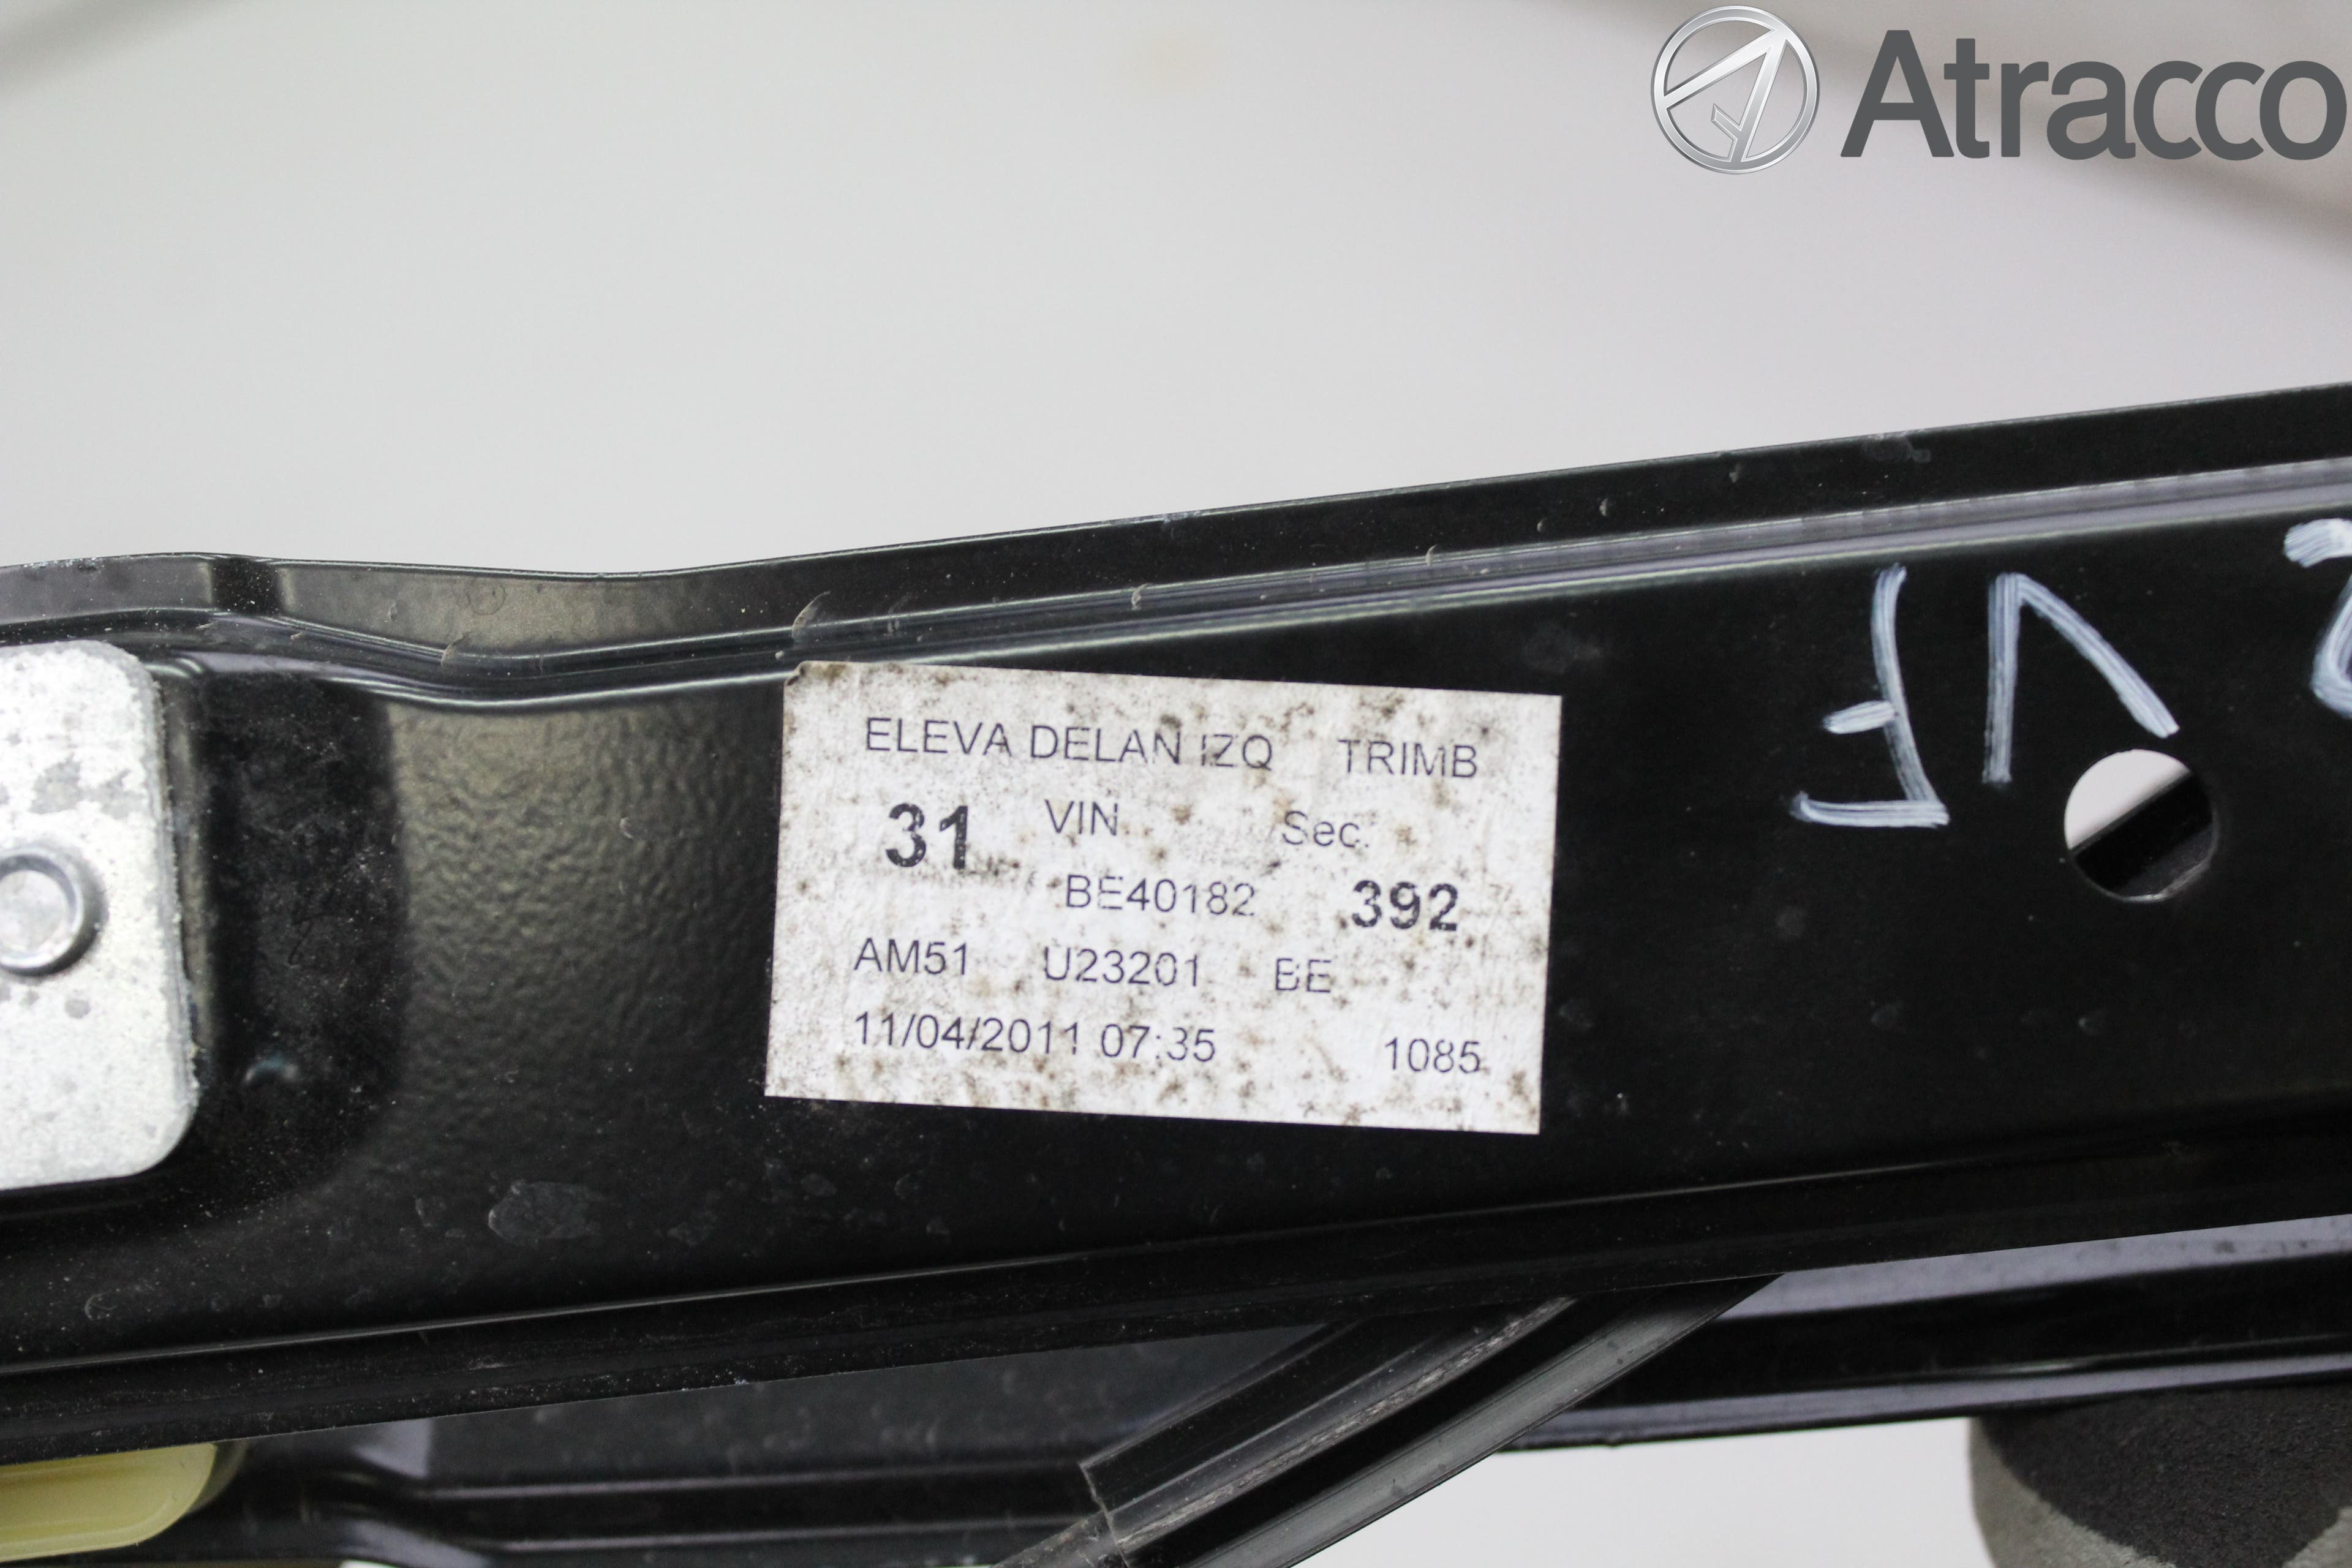 Atracco
ELEVA DELAN IZQ TRIMB
31 VIN Sec.
BE40182 392
AM51 U23201 BE
11/04/2011 07:35 1085
VF